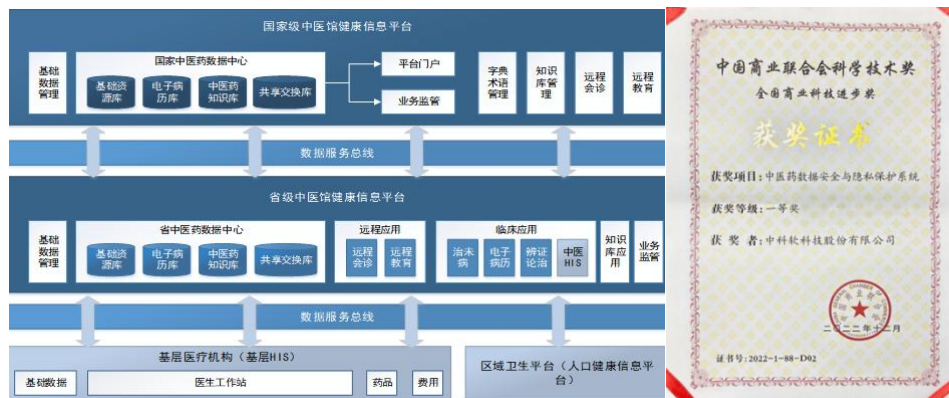 国家级中医馆健康信息平台
基础
数据
管理
国家中医药数据中心
基础资
源库
电子病
历库
中医药
知识库
共享交换库
平台门户
业务监管
字典
术语
管理
知识
库管
理
远程
会诊
远程
教育
数据服务总线
省级中医馆健康信息平台
基础
数据
管理
省中医药数据中心
基础资
源库
电子病
历库
中医药
知识库
共享交换库
远程应用
远程
会诊
远程
教育
临床应用
治未
病
电子
病历
辨证
论治
中医
HIS
知识
库应
用
业务
监管
数据服务总线
基层医疗机构（基层HIS）
基础数据
医生工作站
药品
费用
区域卫生平台（人口健康信息平
台）
中国商业联合会科学技术奖
全国商业科技进步奖
获奖证书
获奖项目：中医药数据安全与隐私保护系统
获奖等级：一等奖
获 奖 者：中科软科技股份有限公司
二〇二二年十二月
证书号：2022-1-88-D02